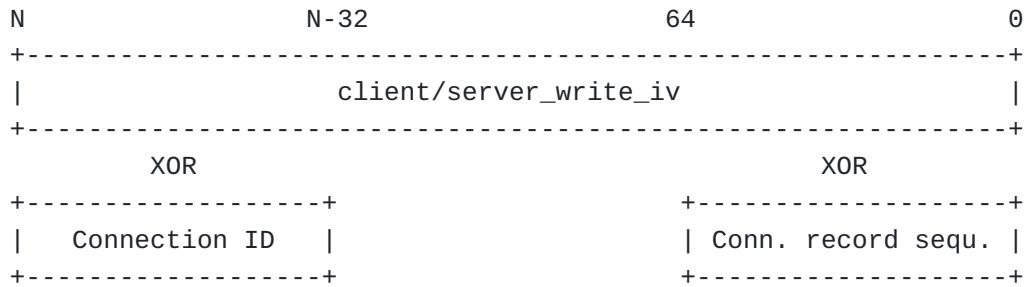 N                 N-32                   64                     0
+---------------------------------------------------------------+
|                    client/server_write_iv                     |
+---------------------------------------------------------------+
         XOR                                        XOR
+-------------------+                      +--------------------+
|   Connection ID   |                      | Conn. record sequ. |
+-------------------+                      +--------------------+